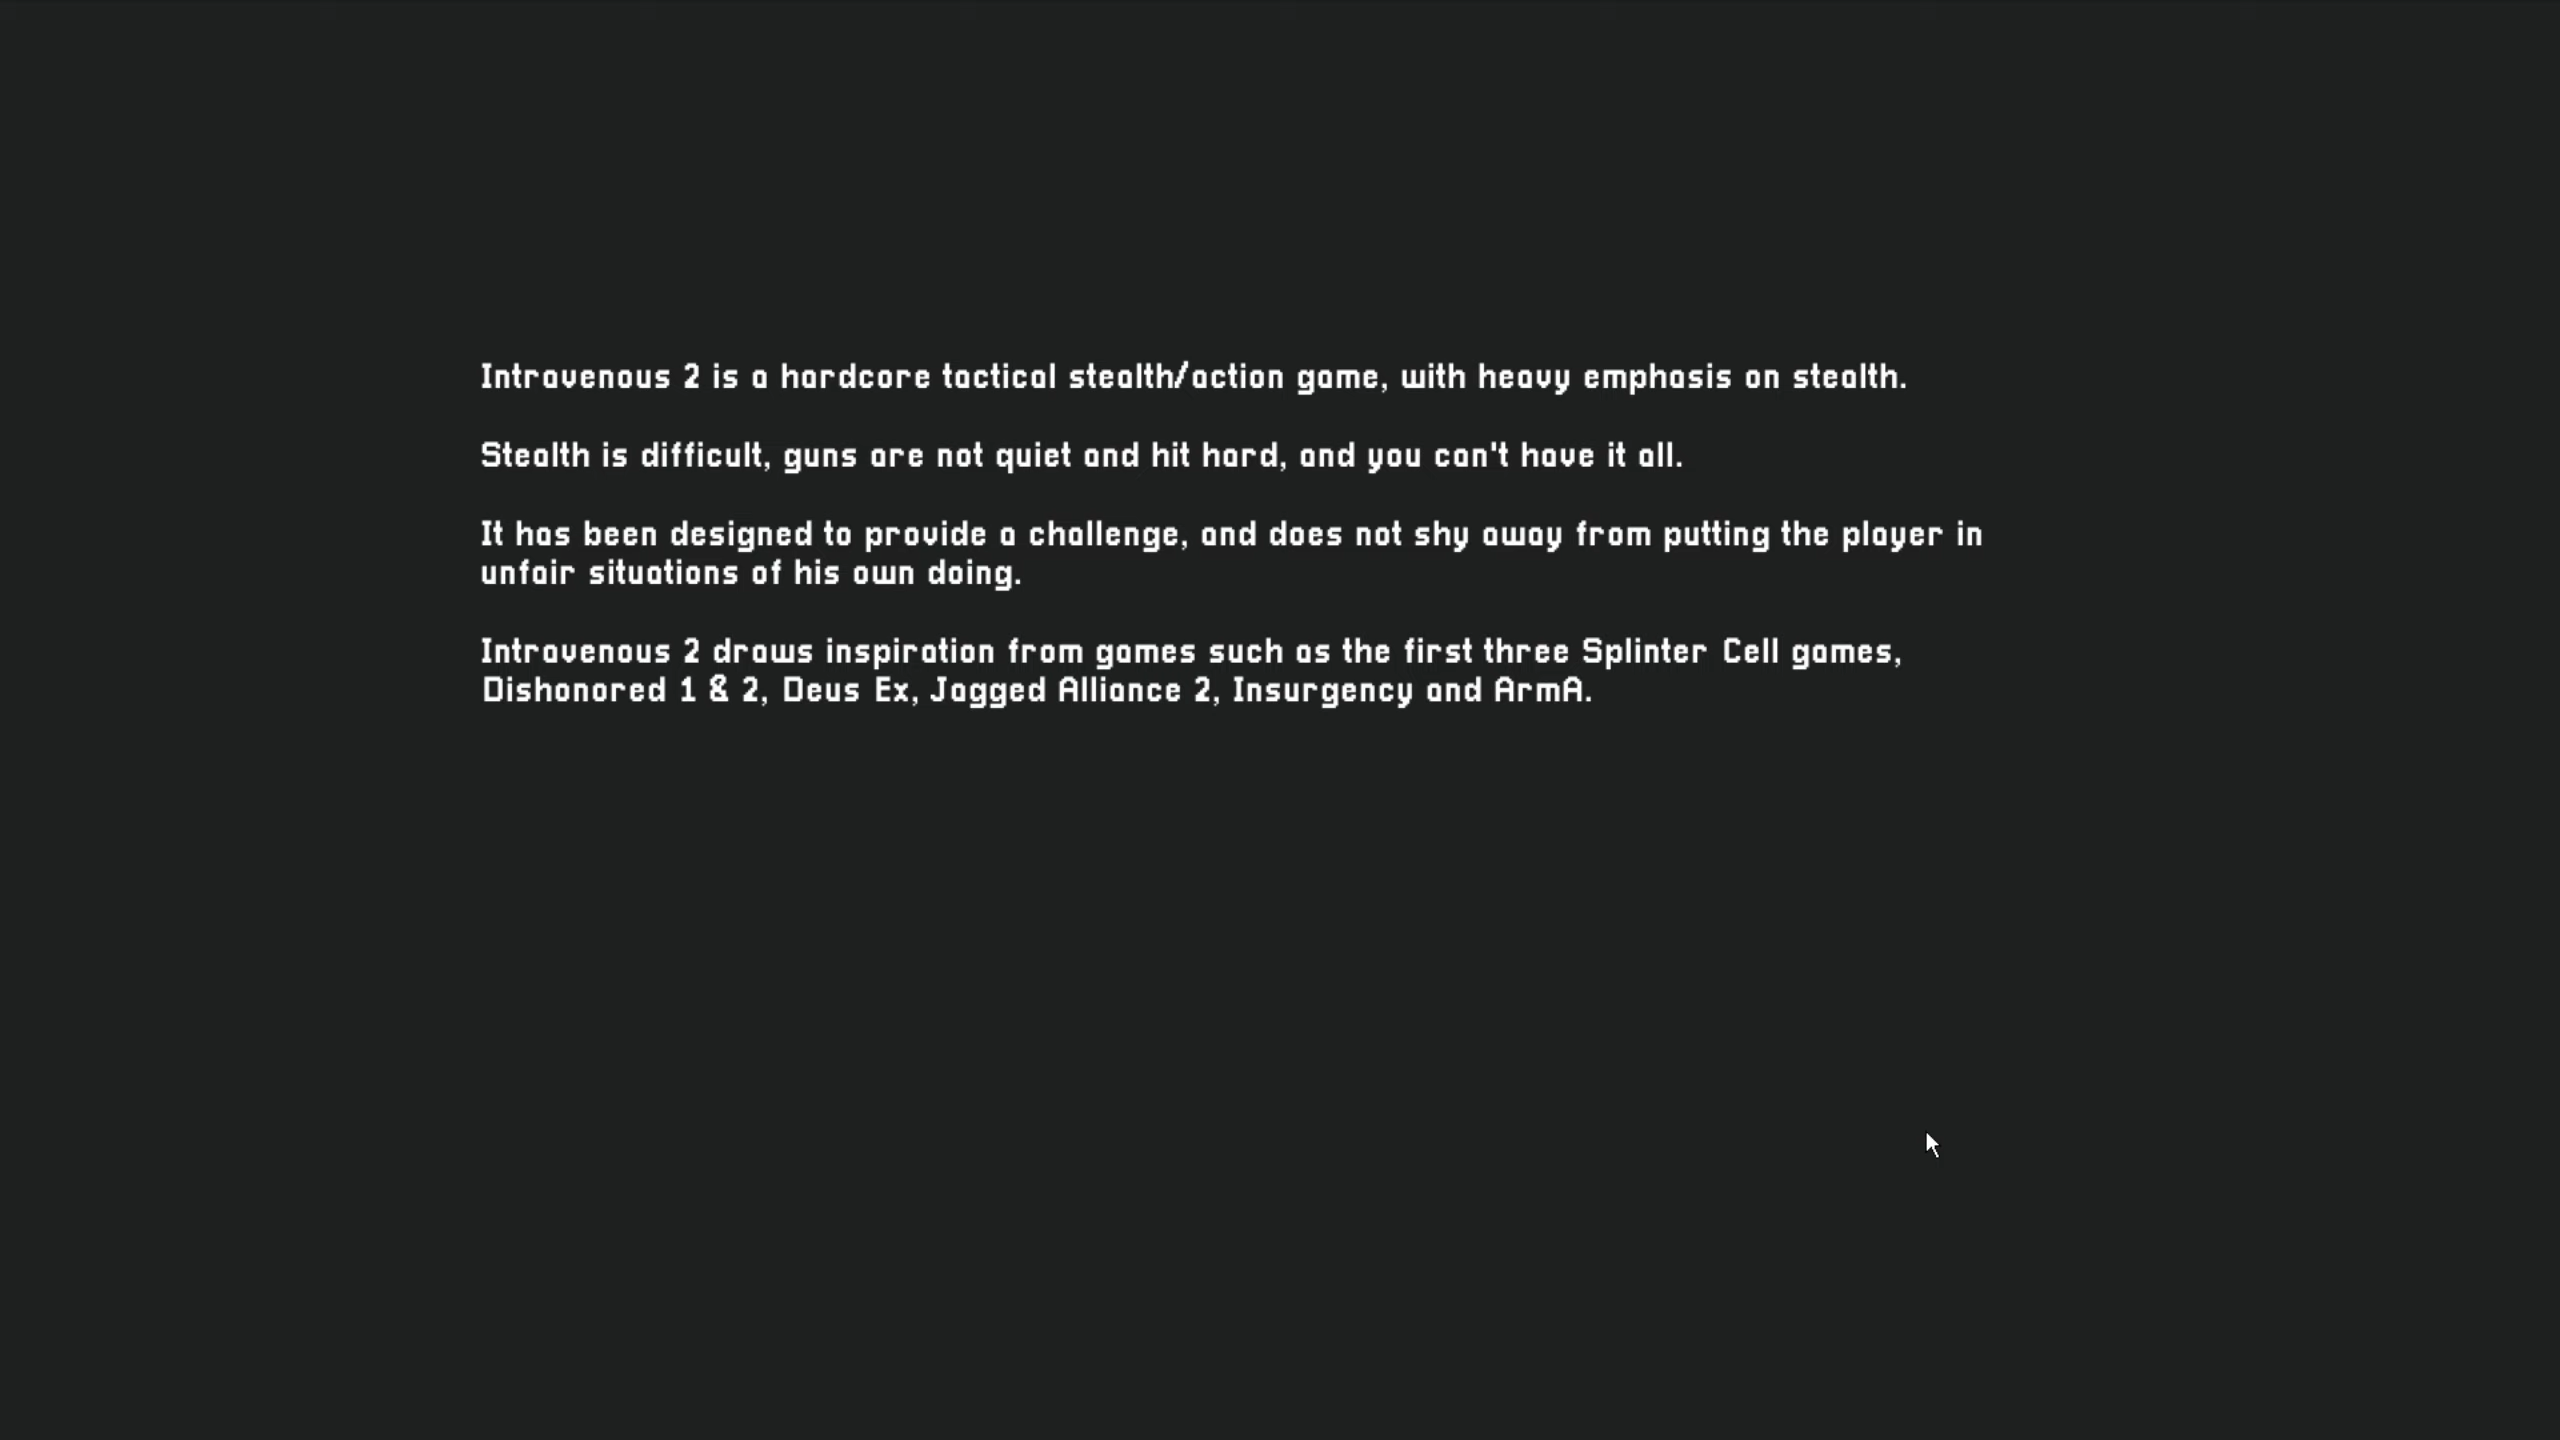 Intravenous 2 is a hardcore tactical stealth/action game, with heavy emphasis on stealth.
Stealth is difficult, guns are not quiet and hit hard, and you can't have it all.
It has been designed to provide a challenge, and does not shy away from putting the player in
unfair situations of his own doing.
Intravenous 2 draws inspiration from games such as the first three Splinter Cell games,
Dishonored 1 & 2, Deus Ex, Jagged Alliance 2, Insurgency and ArmA.